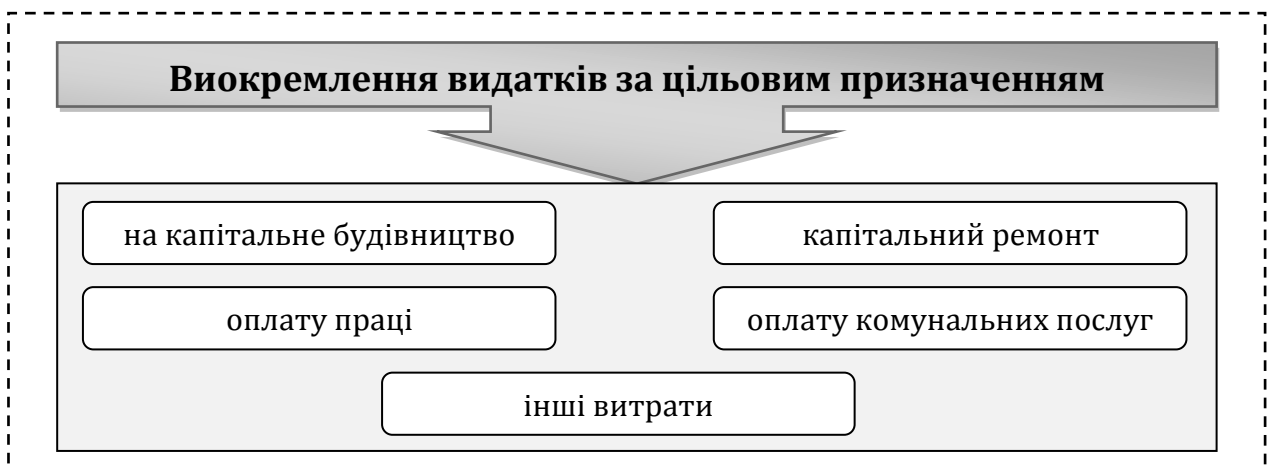 Виокремлення видатків за цільовим призначенням
на капітальне будівництво
капітальний ремонт
оплату праці
оплату комунальних послуг
інші витрати